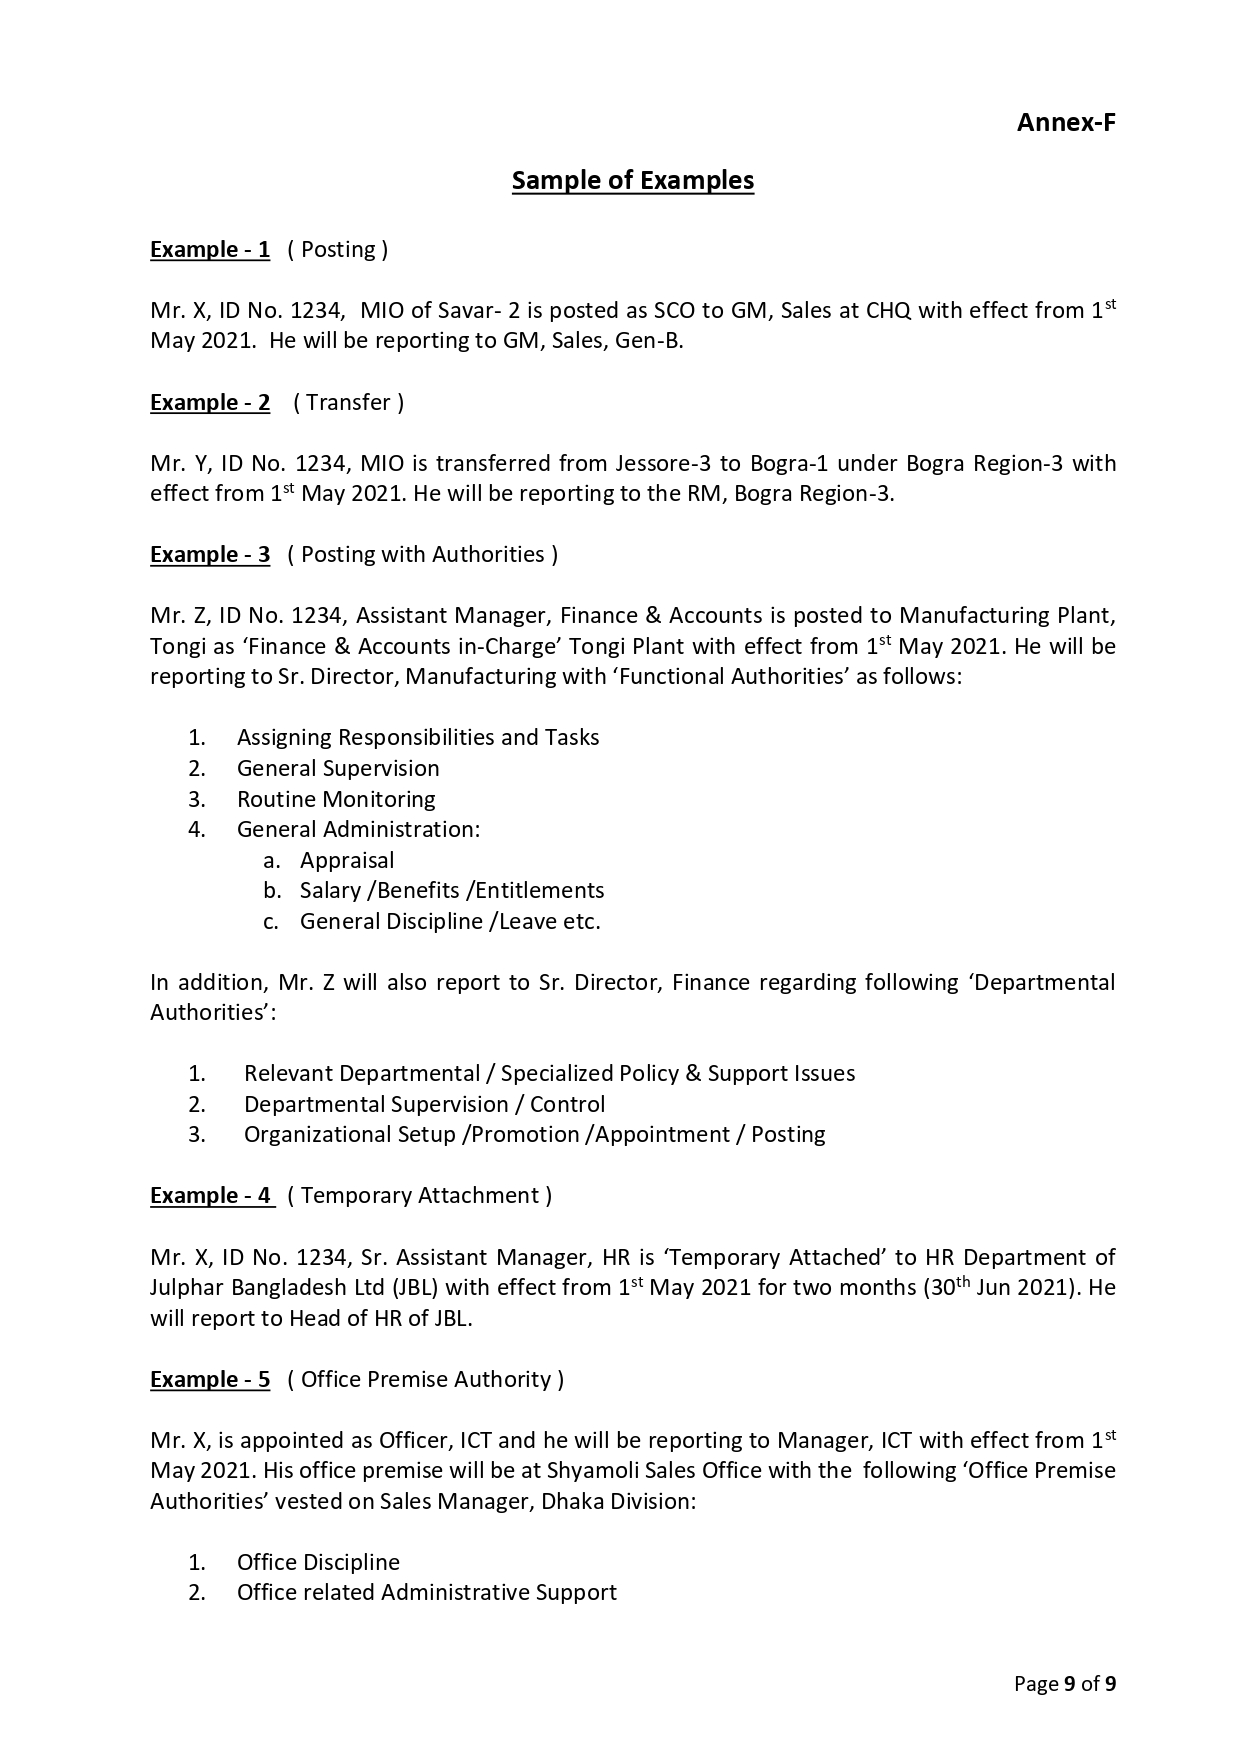 Annex-F
Sample of Examples
Example - 1 ( Posting )
Mr. X, ID No. 1234, MIO of Savar- 2 is posted as SCO to GM, Sales at CHQ with effect from 1st
May 2021. He will be reporting to GM, Sales, Gen-B.
Example - 2 ( Transfer )
Mr. Y, ID No. 1234, MIO is transferred from Jessore-3 to Bogra-1 under Bogra Region-3 with
effect from 1st May 2021. He will be reporting to the RM, Bogra Region-3.
Example - 3 ( Posting with Authorities )
Mr. Z, ID No. 1234, Assistant Manager, Finance & Accounts is posted to Manufacturing Plant,
Tongi as ‘Finance & Accounts in-Charge’ Tongi Plant with effect from 1st May 2021. He will be
reporting to Sr. Director, Manufacturing with ‘Functional Authorities’ as follows:
1. Assigning Responsibilities and Tasks
2. General Supervision
3. Routine Monitoring
4. General Administration:
a. Appraisal
b. Salary /Benefits /Entitlements
c. General Discipline /Leave etc.
In addition, Mr. Z will also report to Sr. Director, Finance regarding following ‘Departmental
Authorities’:
1. Relevant Departmental / Specialized Policy & Support Issues
2. Departmental Supervision / Control
3. Organizational Setup /Promotion /Appointment / Posting
Example - 4 ( Temporary Attachment )
Mr. X, ID No. 1234, Sr. Assistant Manager, HR is ‘Temporary Attached’ to HR Department of
Julphar Bangladesh Ltd (JBL) with effect from 1st May 2021 for two months (30th Jun 2021). He
will report to Head of HR of JBL.
Example - 5 ( Office Premise Authority )
Mr. X, is appointed as Officer, ICT and he will be reporting to Manager, ICT with effect from 1st
May 2021. His office premise will be at Shyamoli Sales Office with the following ‘Office Premise
Authorities’ vested on Sales Manager, Dhaka Division:
1. Office Discipline
2. Office related Administrative Support
Page 9 of 9